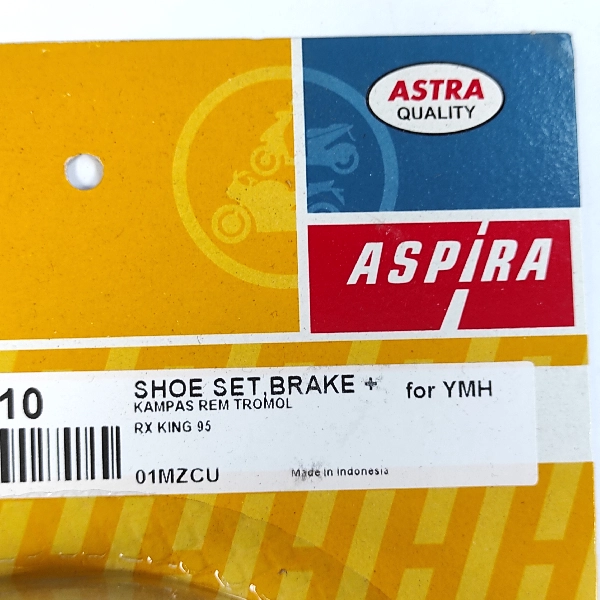 ASTRA
QUALITY
ASPIRA
10
SHOE SET,BRAKE + for YMH
KAMPAS REM TROMOL
RX KING 95
01MZCU
Made in Indonesia